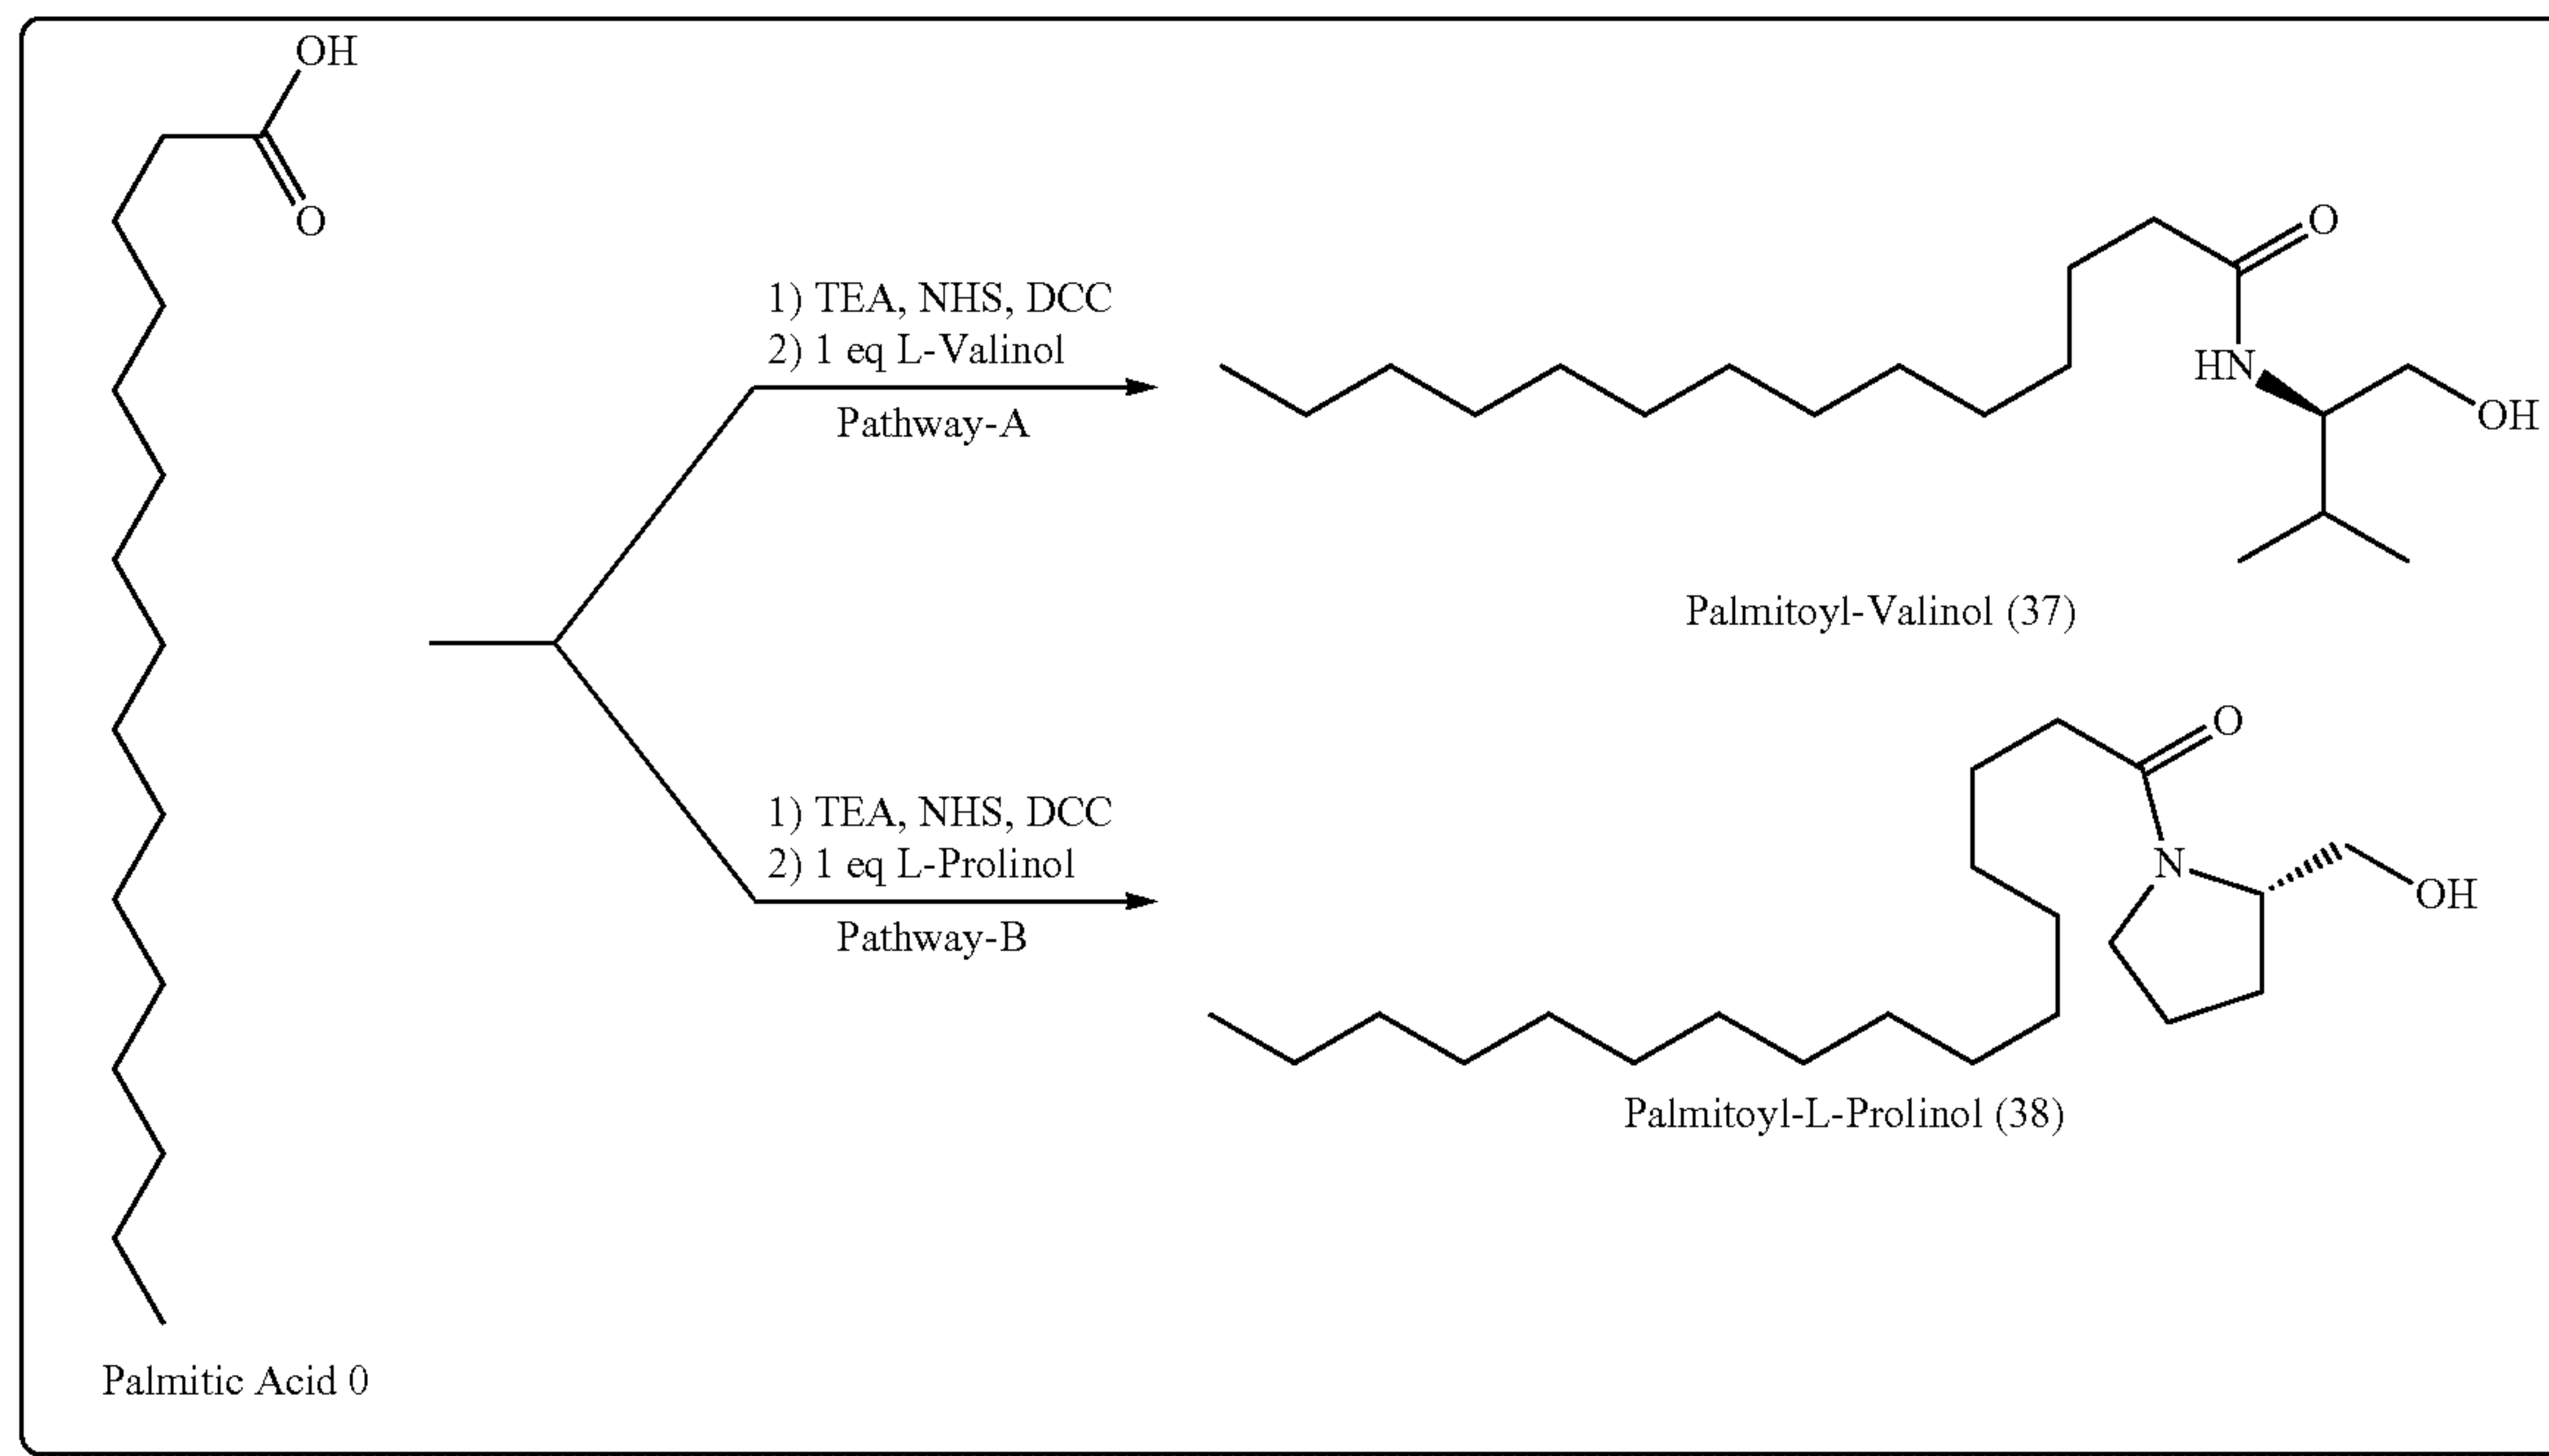 OH
O
Palmitic Acid 0
1) TEA, NHS, DCC
2) 1 eq L-Valinol
Pathway-A
O
HN
OH
Palmitoyl-Valinol (37)
1) TEA, NHS, DCC
2) 1 eq L-Prolinol
Pathway-B
O
N
OH
Palmitoyl-L-Prolinol (38)